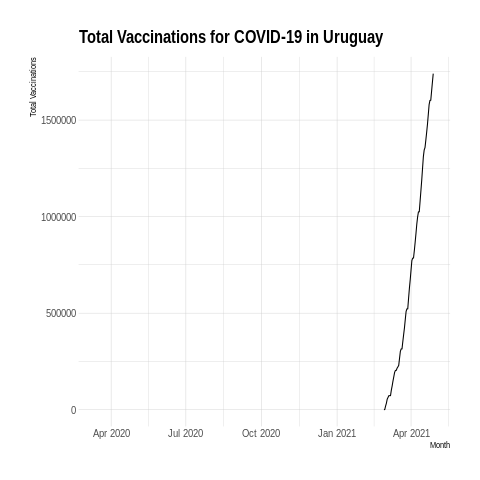 Total Vaccinations for COVID-19 in Uruguay
Total Vaccinations
1500000
1000000
500000
0
Apr 2020 Jul 2020 Oct 2020 Jan 2021 Apr 2021
Month